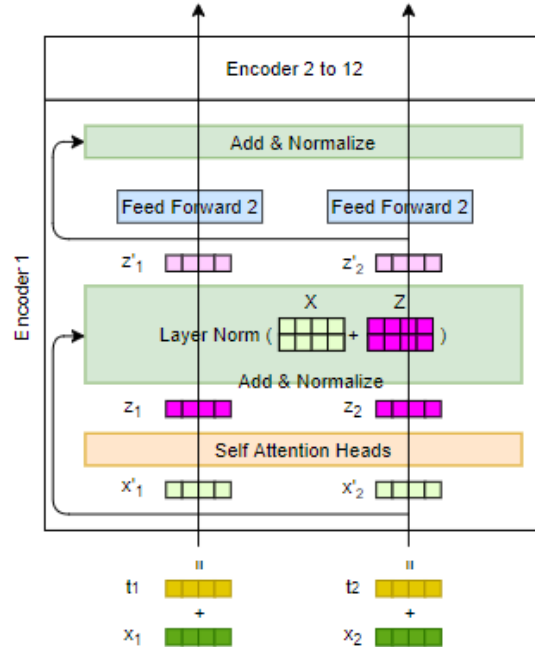 Encoder 2 to 12
Add & Normalize
Feed Forward 2 Feed Forward 2
z'1 z'2
Encoder 1
X Z
Layer Norm ( + )
Add & Normalize
z1 z2
Self Attention Heads
x'1 x'2
= =
t1 t2
+ +
x1 x2